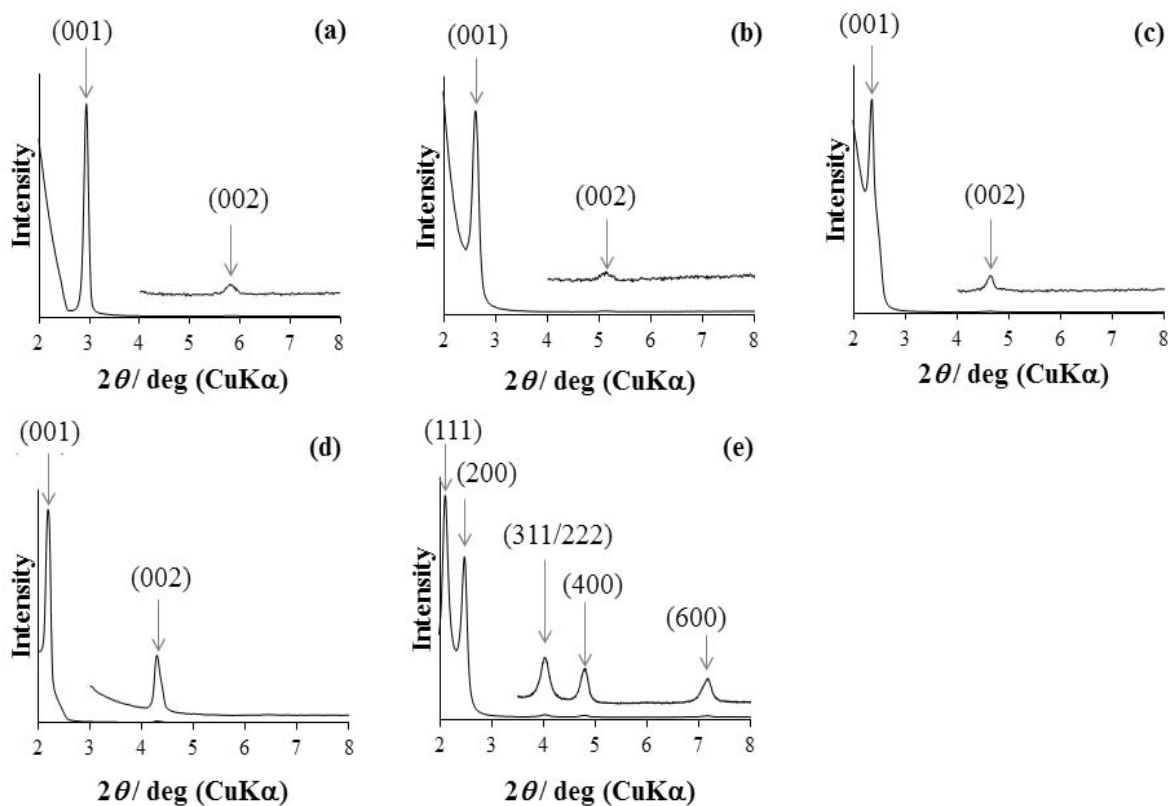 (001)
(a)
(002)
Intensity
2 3 4 5 6 7 8
2θ / deg (CuKα)
(001)
(b)
(002)
Intensity
2 3 4 5 6 7 8
2θ / deg (CuKα)
(001)
(c)
(002)
Intensity
2 3 4 5 6 7 8
2θ / deg (CuKα)
(001)
(d)
(002)
Intensity
2 3 4 5 6 7 8
2θ / deg (CuKα)
(111)
(e)
(200)
(311/222)
(400)
(600)
Intensity
2 3 4 5 6 7 8
2θ / deg (CuKα)